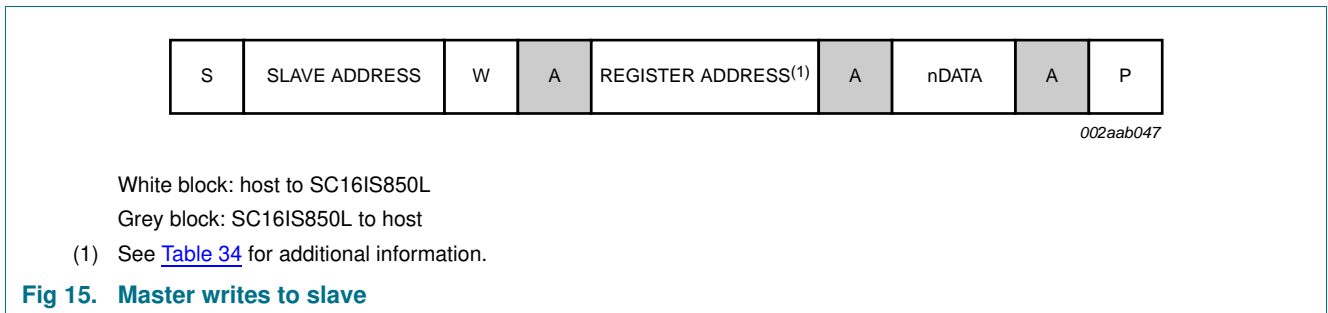 S SLAVE ADDRESS W A REGISTER ADDRESS(1) A nDATA A P
002aab047
White block: host to SC16IS850L
Grey block: SC16IS850L to host
(1) See Table 34 for additional information.
Fig 15. Master writes to slave